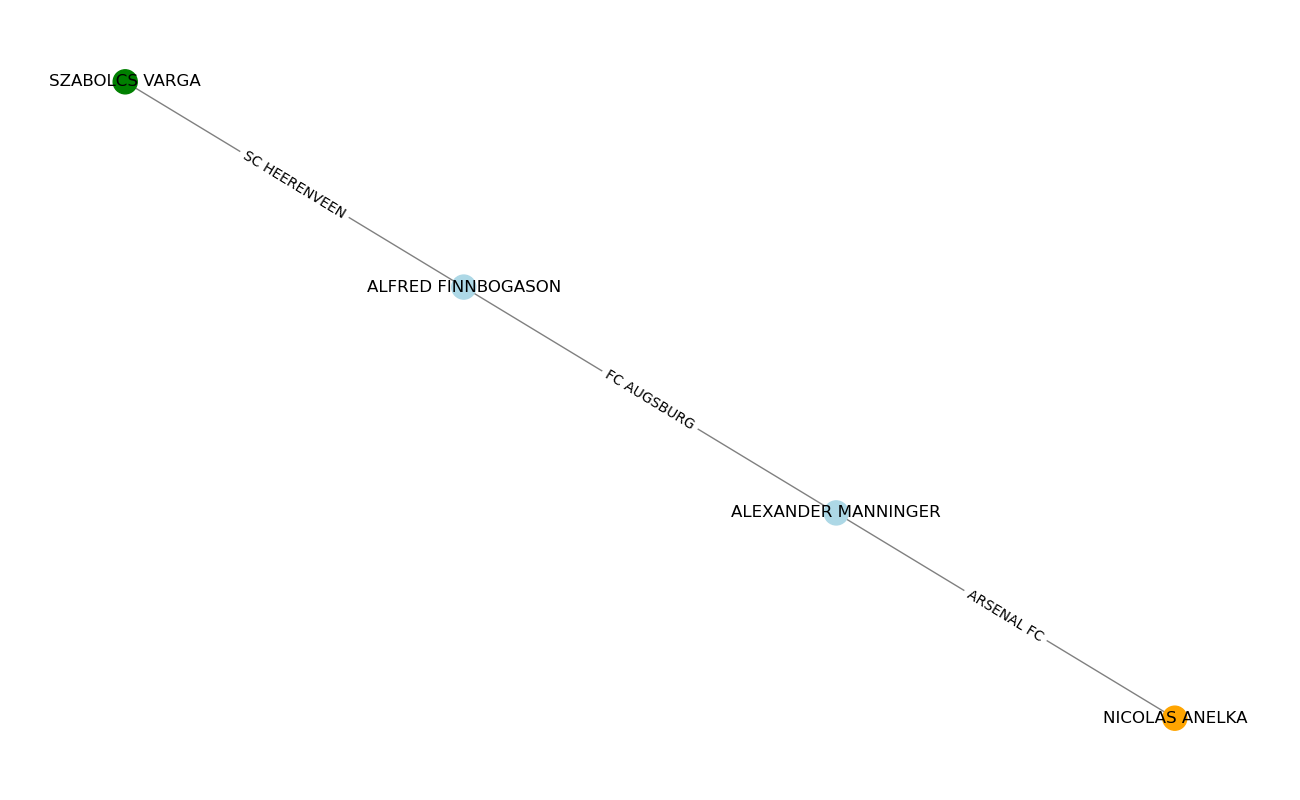 SZABOLCS VARGA
SC HEERENVEEN
ALFRED FINNBOGASON
FC AUGSBURG
ALEXANDER MANNINGER
ARSENAL FC
NICOLAS ANELKA